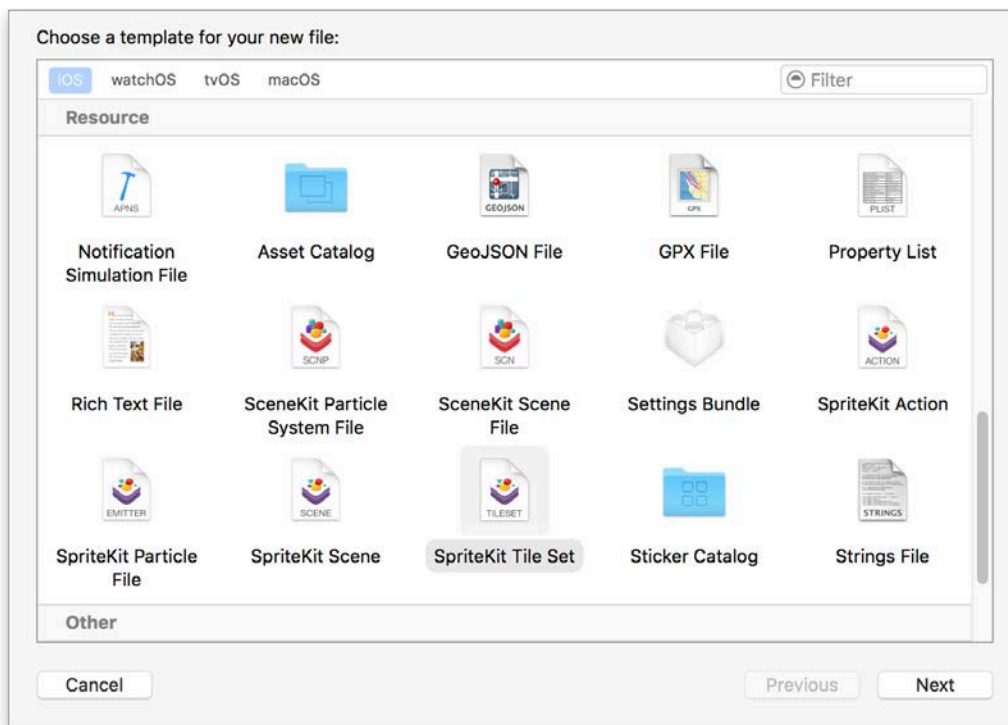 Choose a template for your new file:
iOS watchOS tvOS macOS Filter
Resource
APNS GEOJSON GPX PLIST
Notification Simulation File
Asset Catalog
GeoJSON File
GPX File
Property List
SCNP SCN ACTION
Rich Text File
SceneKit Particle System File
SceneKit Scene File
Settings Bundle
SpriteKit Action
EMITTER SCENE TILESET STRINGS
SpriteKit Particle File
SpriteKit Scene
SpriteKit Tile Set
Sticker Catalog
Strings File
Other
Cancel Previous Next